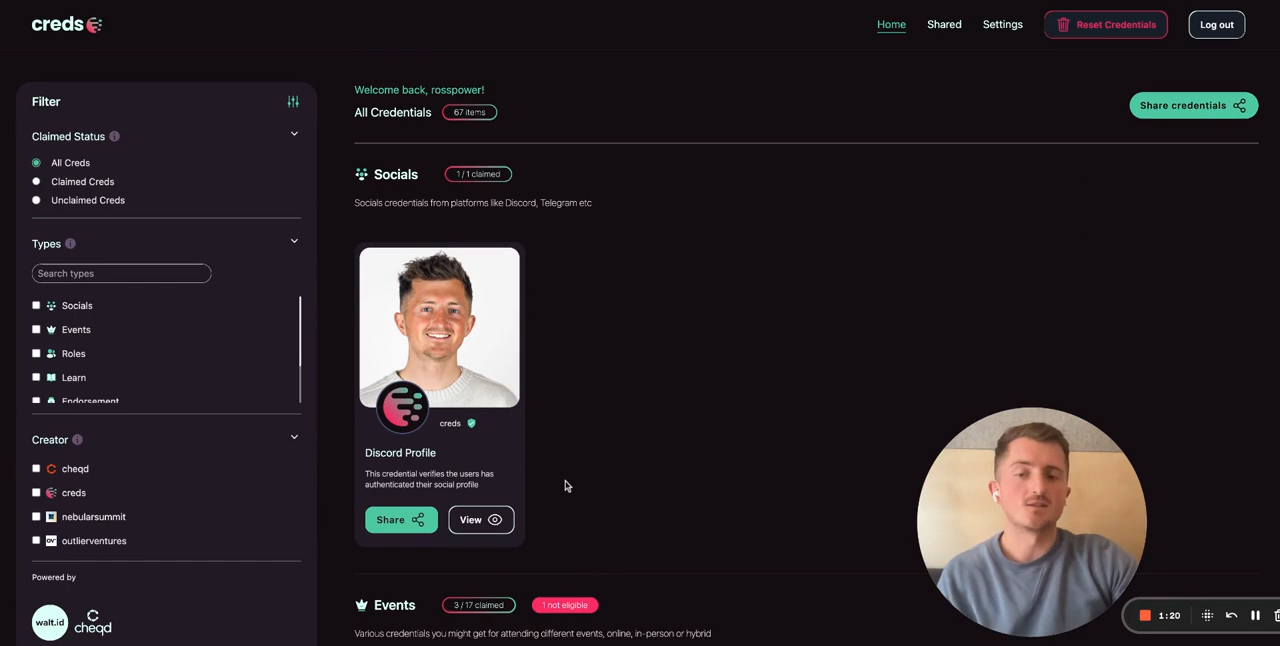 creds
Home
Shared
Settings
Reset Credentials
Log out
Filter
Claimed Status
All Creds
Claimed Creds
Unclaimed Creds
Types
Search types
Socials
Events
Roles
Learn
Endorsement
Creator
cheqd
creds
nebularsummit
outlierventures
Powered by
walt.id
cheqd
Welcome back, rosspower!
All Credentials
67 items
Share credentials
Socials
1 / 1 claimed
Socials credentials from platforms like Discord, Telegram etc
creds
Discord Profile
This credential verifies the users has
authenticated their social profile
Share
View
Events
3 / 17 claimed
1 not eligible
Various credentials you might get for attending different events, online, in-person or hybrid
1:20